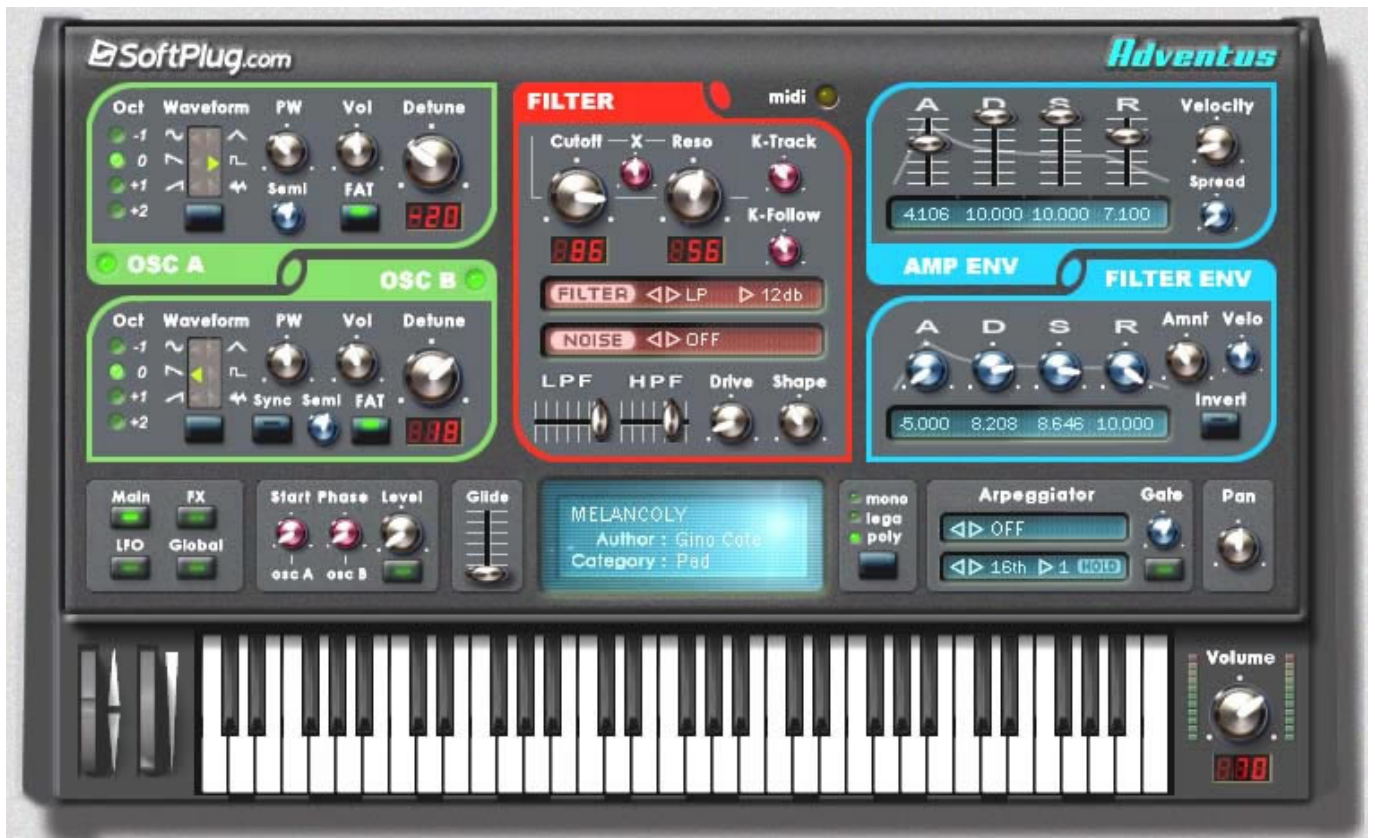 SoftPlug.com
Adventus
Oct Waveform PW Vol Detune
-1
0
+1
+2
Semi FAT
-20
OSC A
OSC B
Oct Waveform PW Vol Detune
-1
0
+1
+2
Sync Semi FAT
18
FILTER
midi
Cutoff X Reso K-Track
K-Follow
86 56
FILTER LP 12db
NOISE OFF
LPF HPF Drive Shape
A D S R Velocity
Spread
4.106 10.000 10.000 7.100
AMP ENV
FILTER ENV
A D S R Amnt Velo
Invert
-5.000 8.208 8.646 10.000
Main FX
LFO Global
Start Phase Level
osc A osc B
Glide
MELANCOLY
Author : Gino Cote
Category : Pad
mono
lega
poly
Arpeggiator Gate
OFF
16th 1 HOLD
Pan
Volume